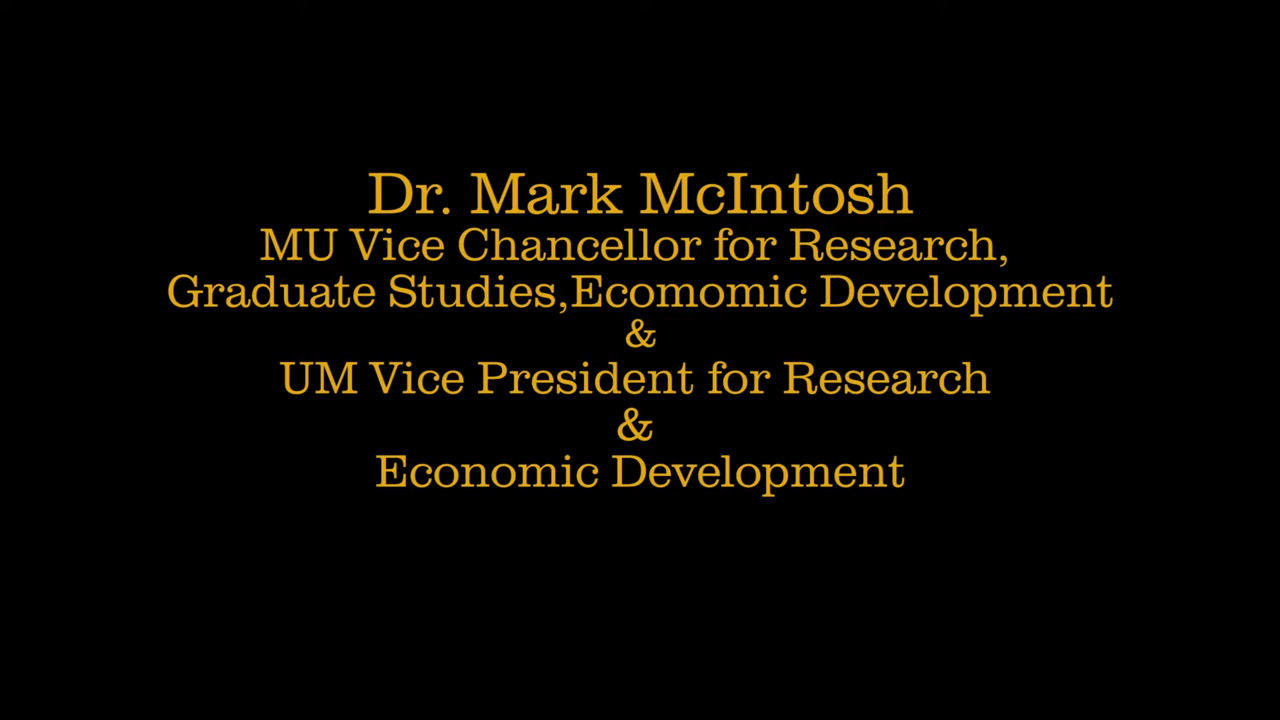 Dr. Mark McIntosh
MU Vice Chancellor for Research,
Graduate Studies,Ecomomic Development
&
UM Vice President for Research
&
Economic Development